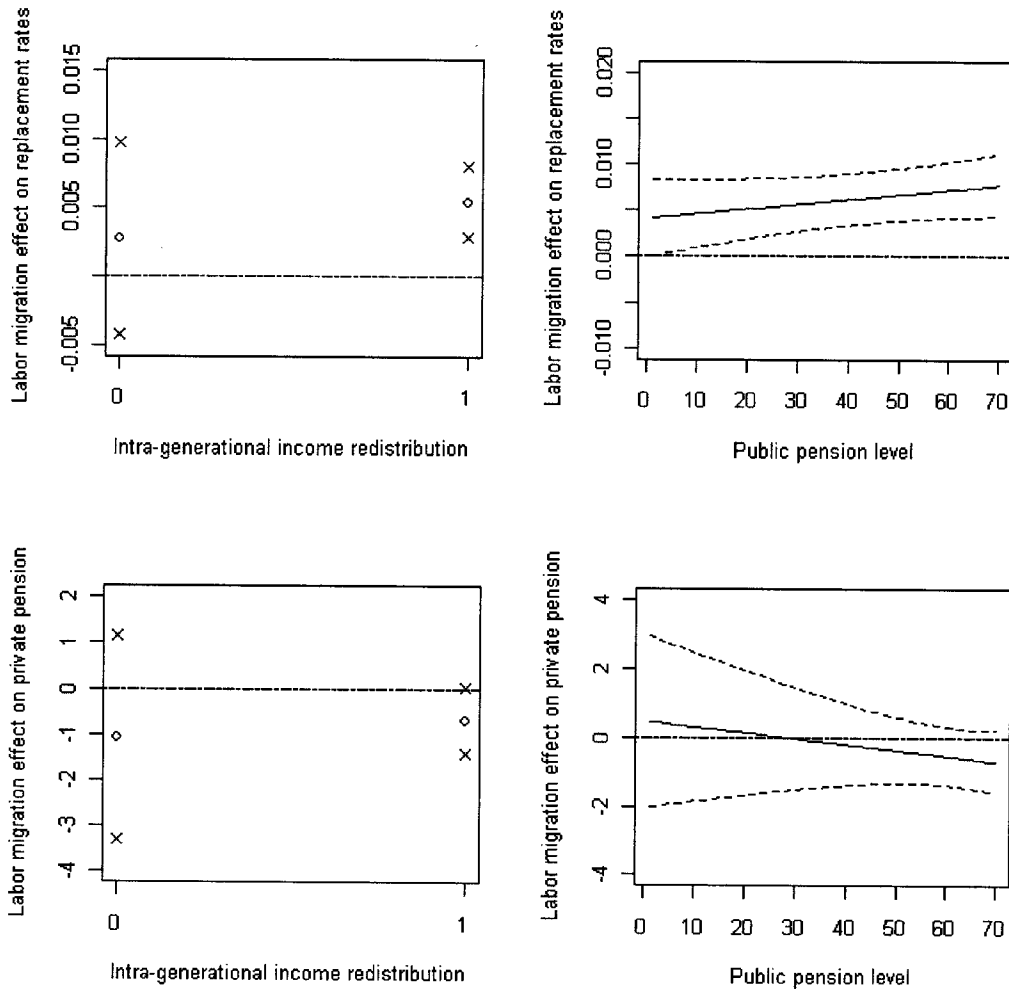 Labor migration effect on replacement rates
0.015
0.010
0.005
-0.005
0
1
Intra-generational income redistribution
Labor migration effect on replacement rates
0.020
0.010
0.000
-0.010
0 10 20 30 40 50 60 70
Public pension level
Labor migration effect on private pension
2
1
0
-1
-2
-3
-4
0
1
Intra-generational income redistribution
Labor migration effect on private pension
4
2
0
-2
-4
0 10 20 30 40 50 60 70
Public pension level